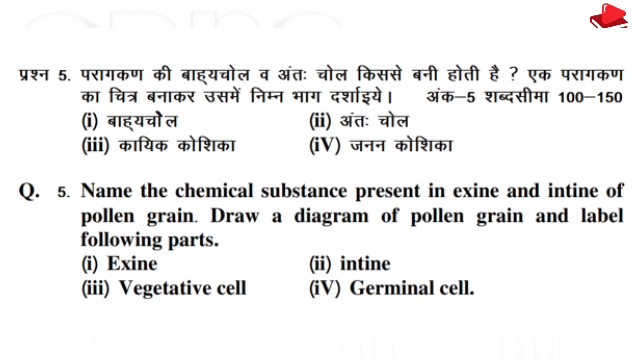 प्रश्न 5. परागकण की बाह्यचोल व अंतः चोल किससे बनी होती है ? एक परागकण
का चित्र बनाकर उसमें निम्न भाग दर्शाइये। अंक–5 शब्दसीमा 100–150
(i) बाह्यचोल (ii) अंतः चोल
(iii) कायिक कोशिका (iV) जनन कोशिका
Q. 5. Name the chemical substance present in exine and intine of
pollen grain. Draw a diagram of pollen grain and label
following parts.
(i) Exine (ii) intine
(iii) Vegetative cell (iV) Germinal cell.